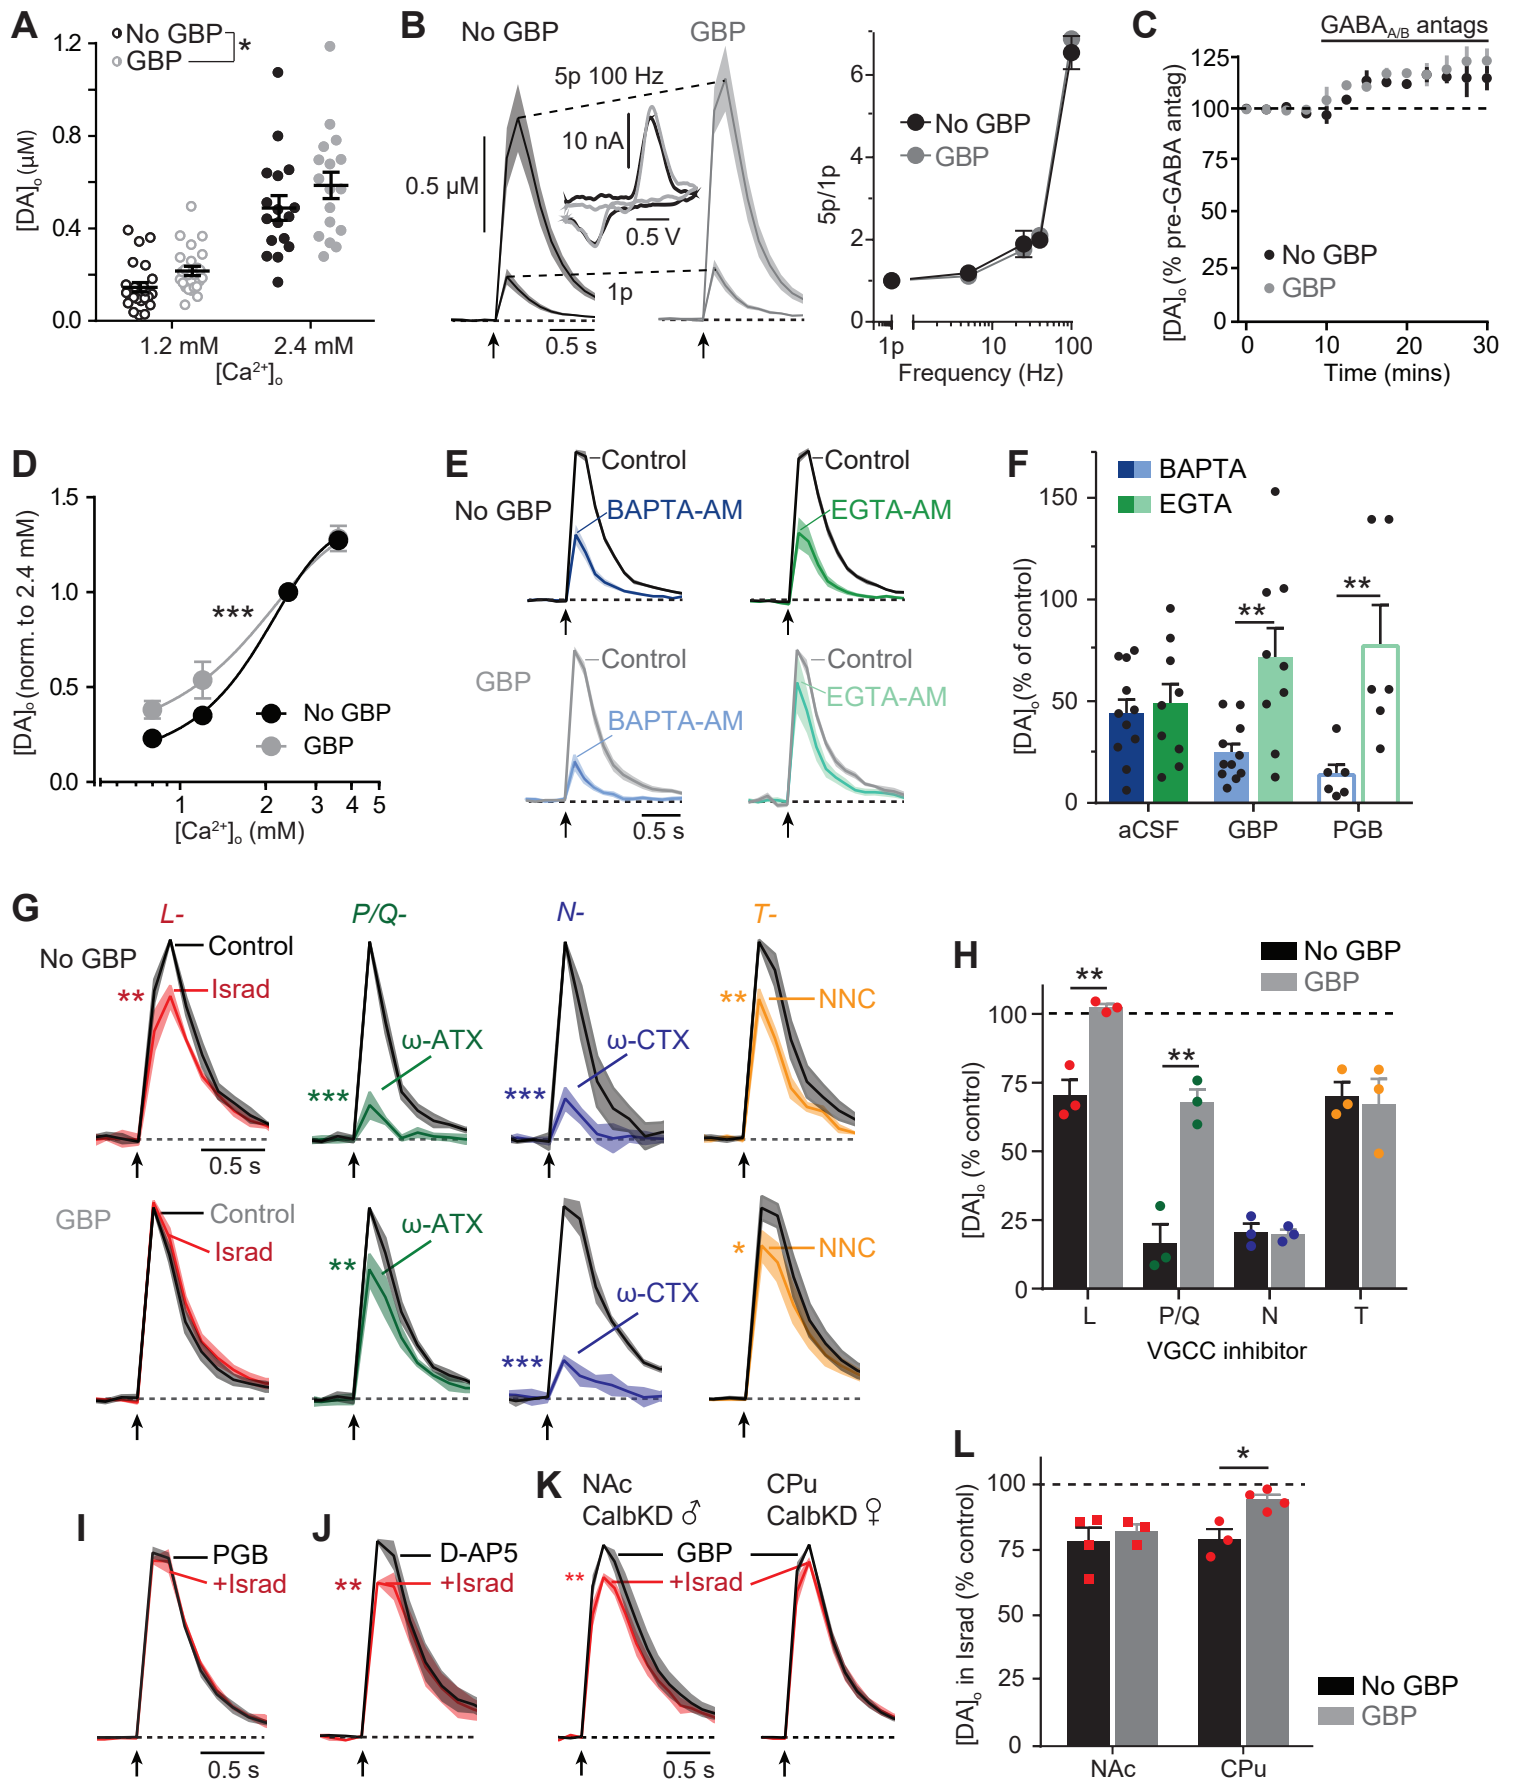 A
No GBP
GBP
*
1.2
0.8
0.4
0.0
[DA]o (µM)
1.2 mM
2.4 mM
[Ca2+]o
B
No GBP
GBP
5p 100 Hz
10 nA
0.5 µM
0.5 V
1p
0.5 s
6
4
2
0
5p/1p
No GBP
GBP
1p
10
100
Frequency (Hz)
C
GABAA/B antags
125
100
75
50
25
0
[DA]o (% pre-GABA antag)
No GBP
GBP
0
10
20
30
Time (mins)
D
1.5
1.0
0.5
0.0
[DA]o (norm. to 2.4 mM)
***
No GBP
GBP
1
2
3
4
5
[Ca2+]o (mM)
E
No GBP
Control
BAPTA-AM
Control
EGTA-AM
GBP
Control
BAPTA-AM
Control
EGTA-AM
0.5 s
F
BAPTA
EGTA
150
100
50
0
[DA]o (% of control)
**
**
aCSF
GBP
PGB
G
L-
P/Q-
N-
T-
No GBP
Control
Israd
**
ω-ATX
***
ω-CTX
***
NNC
**
0.5 s
GBP
Control
Israd
ω-ATX
**
ω-CTX
***
NNC
*
H
No GBP
GBP
100
75
50
25
0
[DA]o (% control)
**
**
L
P/Q
N
T
VGCC inhibitor
I
PGB
+Israd
0.5 s
J
D-AP5
+Israd
**
K
NAc
CalbKD ♂
CPu
CalbKD ♀
GBP
+Israd
**
0.5 s
L
*
100
75
50
25
0
[DA]o in Israd (% control)
No GBP
GBP
NAc
CPu